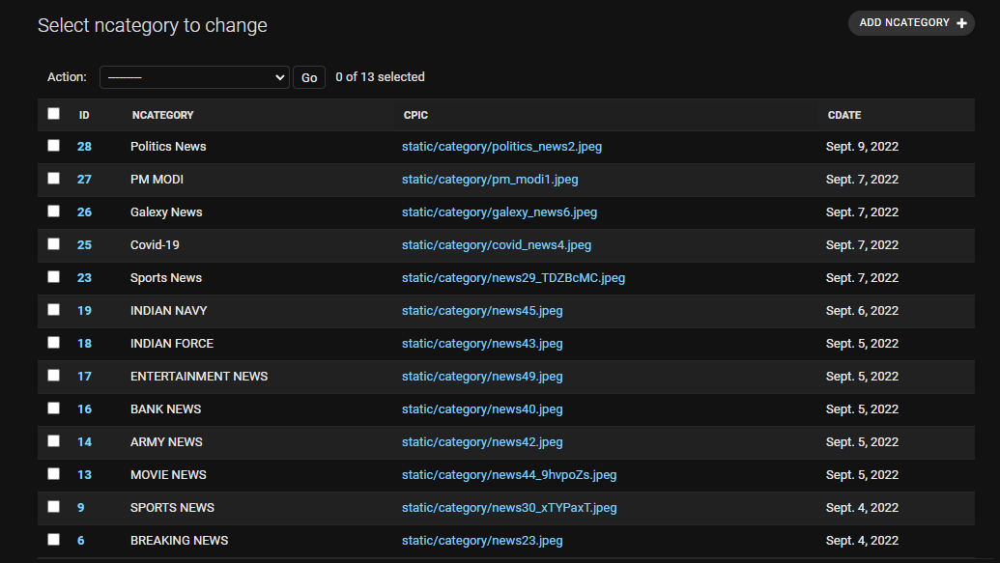 Select ncategory to change
ADD NCATEGORY +
Action: --------- Go 0 of 13 selected
ID NCATEGORY CPIC CDATE
28 Politics News static/category/politics_news2.jpeg Sept. 9, 2022
27 PM MODI static/category/pm_modi1.jpeg Sept. 7, 2022
26 Galexy News static/category/galexy_news6.jpeg Sept. 7, 2022
25 Covid-19 static/category/covid_news4.jpeg Sept. 7, 2022
23 Sports News static/category/news29_TDZBcMC.jpeg Sept. 7, 2022
19 INDIAN NAVY static/category/news45.jpeg Sept. 6, 2022
18 INDIAN FORCE static/category/news43.jpeg Sept. 5, 2022
17 ENTERTAINMENT NEWS static/category/news49.jpeg Sept. 5, 2022
16 BANK NEWS static/category/news40.jpeg Sept. 5, 2022
14 ARMY NEWS static/category/news42.jpeg Sept. 5, 2022
13 MOVIE NEWS static/category/news44_9hvpoZs.jpeg Sept. 5, 2022
9 SPORTS NEWS static/category/news30_xTYPaxT.jpeg Sept. 4, 2022
6 BREAKING NEWS static/category/news23.jpeg Sept. 4, 2022